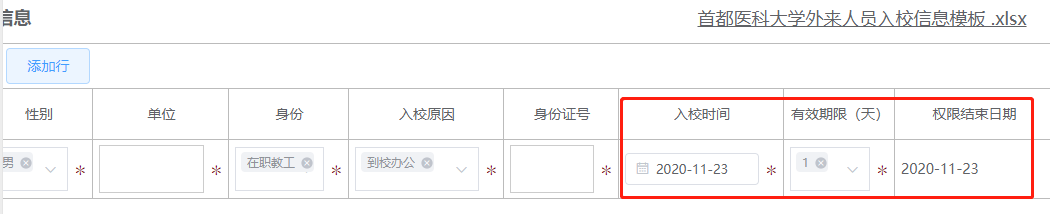 信息
首都医科大学外来人员入校信息模板 .xlsx
添加行
性别 单位 身份 入校原因 身份证号 入校时间 有效期限（天） 权限结束日期
男 * * 在职教工 * 到校办公 * * 2020-11-23 * 1 * 2020-11-23